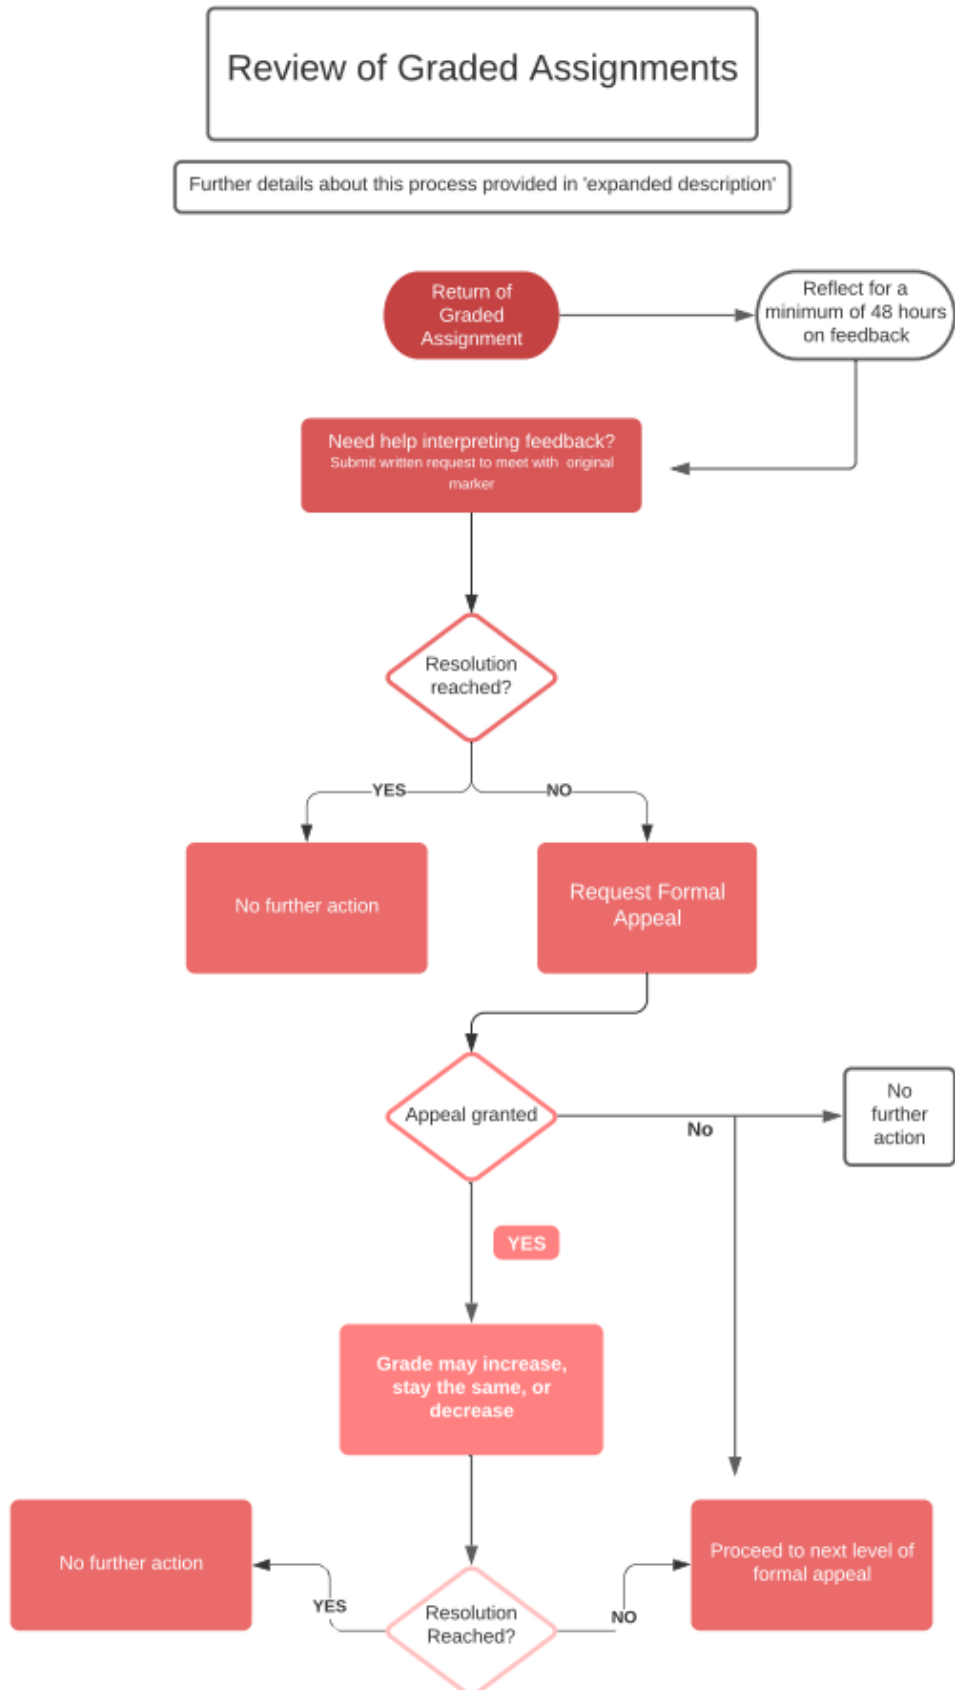 Review of Graded Assignments
Further details about this process provided in 'expanded description'
Return of
Graded
Assignment
Reflect for a
minimum of 48 hours
on feedback
Need help interpreting feedback?
Submit written request to meet with original
marker
Resolution
reached?
YES
NO
No further action
Request Formal
Appeal
Appeal granted
No
No
further
action
YES
Grade may increase,
stay the same, or
decrease
No further action
Proceed to next level of
formal appeal
YES
Resolution
Reached?
NO